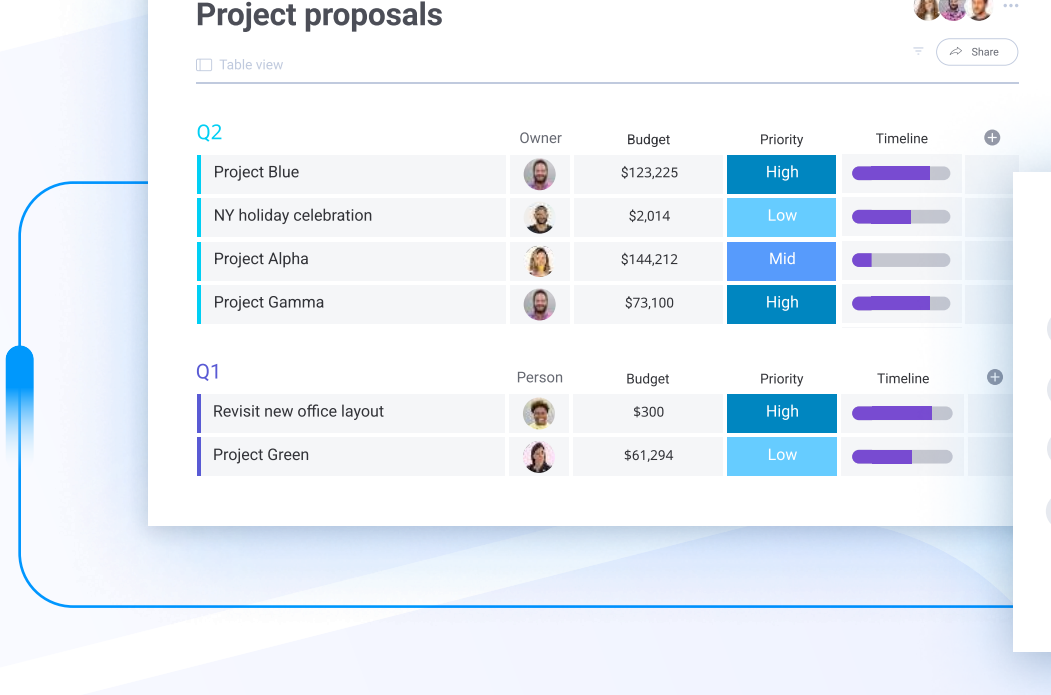 Project proposals
Table view
Share
Q2 Owner Budget Priority Timeline
Project Blue $123,225 High
NY holiday celebration $2,014 Low
Project Alpha $144,212 Mid
Project Gamma $73,100 High
Q1 Person Budget Priority Timeline
Revisit new office layout $300 High
Project Green $61,294 Low